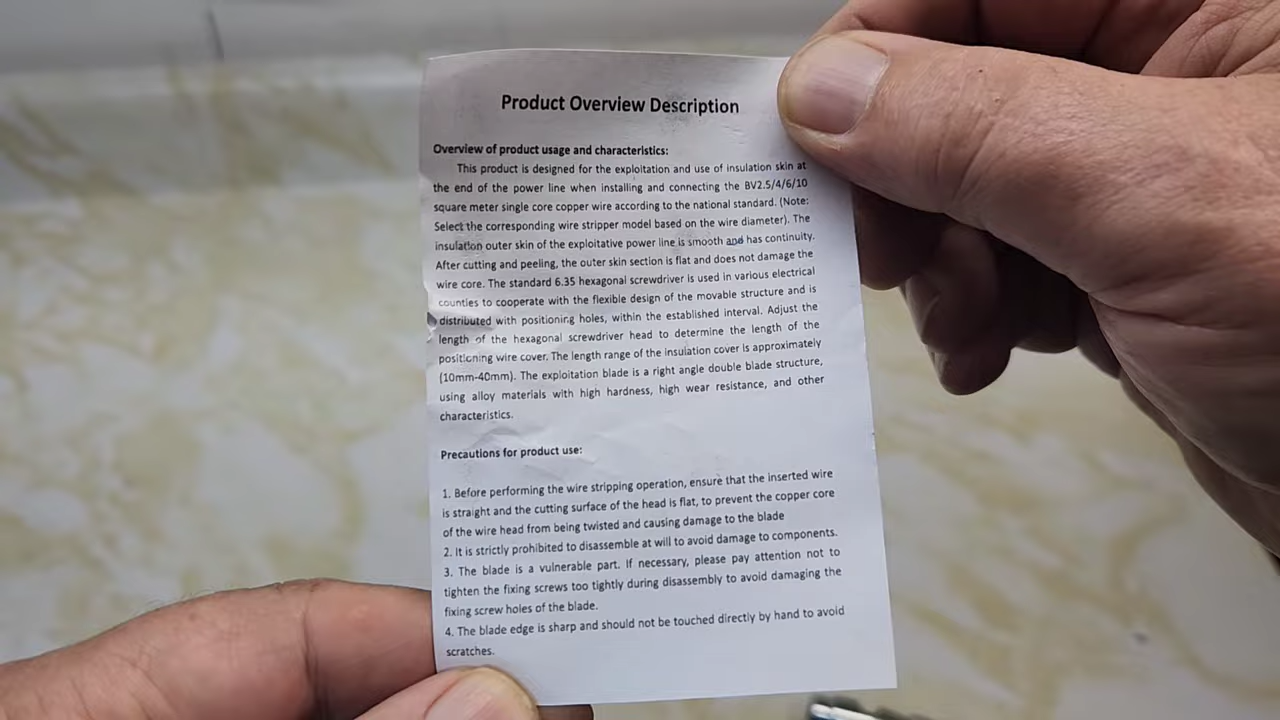 Product Overview Description
Overview of product usage and characteristics:
This product is designed for the exploitation and use of insulation skin at
the end of the power line when installing and connecting the BV2.5/4/6/10
square meter single core copper wire according to the national standard. (Note:
Select the corresponding wire stripper model based on the wire diameter). The
insulation outer skin of the exploitative power line is smooth and has continuity.
After cutting and peeling, the outer skin section is flat and does not damage the
wire core. The standard 6.35 hexagonal screwdriver is used in various electrical
counties to cooperate with the flexible design of the movable structure and is
distributed with positioning holes, within the established interval. Adjust the
length of the hexagonal screwdriver head to determine the length of the
positioning wire cover. The length range of the insulation cover is approximately
(10mm-40mm). The exploitation blade is a right angle double blade structure,
using alloy materials with high hardness, high wear resistance, and other
characteristics.
Precautions for product use:
1. Before performing the wire stripping operation, ensure that the inserted wire
is straight and the cutting surface of the head is flat, to prevent the copper core
of the wire head from being twisted and causing damage to the blade
2. It is strictly prohibited to disassemble at will to avoid damage to components.
3. The blade is a vulnerable part. If necessary, please pay attention not to
tighten the fixing screws too tightly during disassembly to avoid damaging the
fixing screw holes of the blade.
4. The blade edge is sharp and should not be touched directly by hand to avoid
scratches.